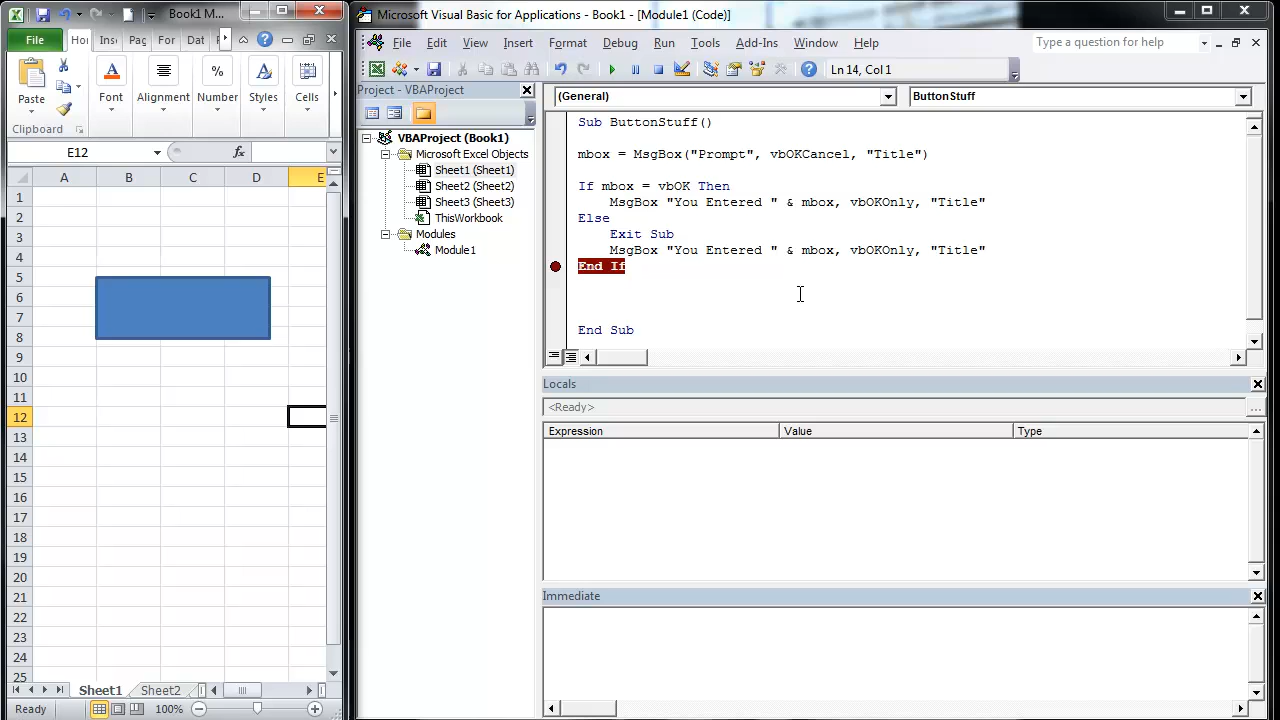 Book1 M...
File
Hor
Ins
Pag
For
Dat
Paste
Font
Alignment
Number
Styles
Cells
%
Clipboard
E12
fx
A B C D E
1
2
3
4
5
6
7
8
9
10
11
12
13
14
15
16
17
18
19
20
21
22
23
24
25
Sheet1 Sheet2
Ready 100%
Microsoft Visual Basic for Applications - Book1 - [Module1 (Code)]
File Edit View Insert Format Debug Run Tools Add-Ins Window Help Type a question for help
Ln 14, Col 1
Project - VBAProject
VBAProject (Book1)
Microsoft Excel Objects
Sheet1 (Sheet1)
Sheet2 (Sheet2)
Sheet3 (Sheet3)
ThisWorkbook
Modules
Module1
(General) ButtonStuff
Sub ButtonStuff()
mbox = MsgBox("Prompt", vbOKCancel, "Title")
If mbox = vbOK Then
MsgBox "You Entered " & mbox, vbOKOnly, "Title"
Else
Exit Sub
MsgBox "You Entered " & mbox, vbOKOnly, "Title"
End If
End Sub
Locals
<Ready>
...
Expression Value Type
Immediate